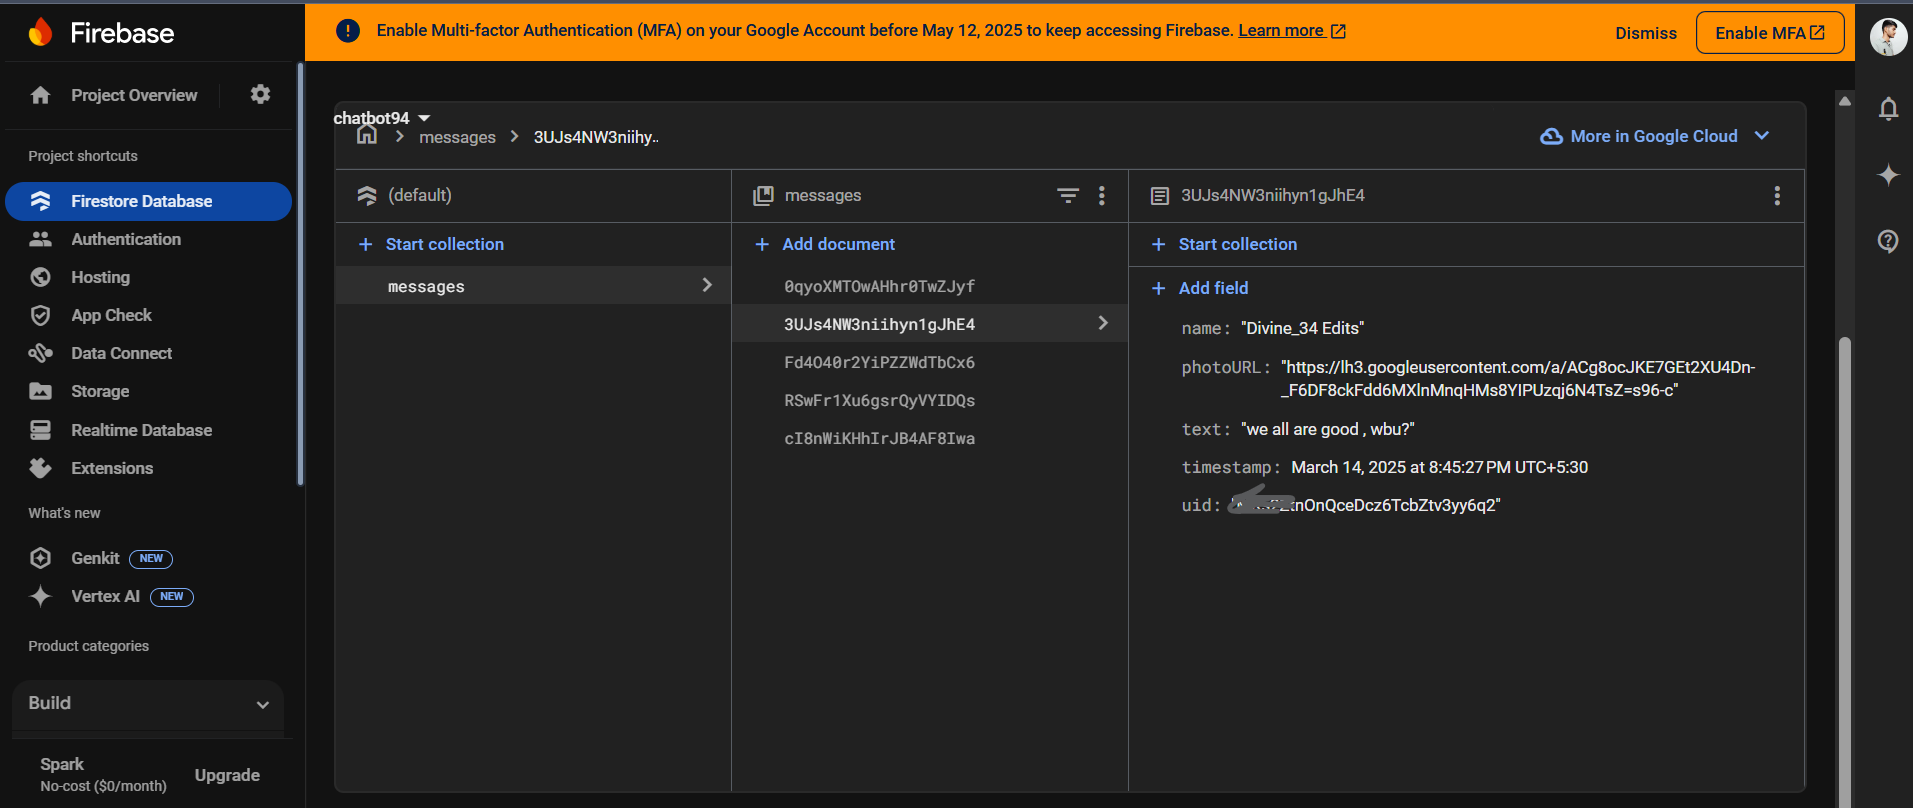 Firebase
Enable Multi-factor Authentication (MFA) on your Google Account before May 12, 2025 to keep accessing Firebase. Learn more
Dismiss
Enable MFA
Project Overview
Project shortcuts
Firestore Database
Authentication
Hosting
App Check
Data Connect
Storage
Realtime Database
Extensions
What's new
Genkit NEW
Vertex AI NEW
Product categories
Build
Spark
No-cost ($0/month)
Upgrade
chatbot94
messages
3UJs4NW3niihy..
More in Google Cloud
(default)
Start collection
messages
messages
Add document
0qyoXMTOwAHhr0TwZJyf
3UJs4NW3niihyn1gJhE4
Fd4O40r2YiPZZWdTbCx6
RSwFr1Xu6gsrQyVYIDQs
cI8nWiKHhIrJB4AF8Iwa
3UJs4NW3niihyn1gJhE4
Start collection
Add field
name: "Divine_34 Edits"
photoURL: "https://lh3.googleusercontent.com/a/ACg8ocJKE7GEt2XU4Dn-
_F6DF8ckFdd6MXlnMnqHMs8YIPUzqj6N4TsZ=s96-c"
text: "we all are good , wbu?"
timestamp: March 14, 2025 at 8:45:27 PM UTC+5:30
uid: